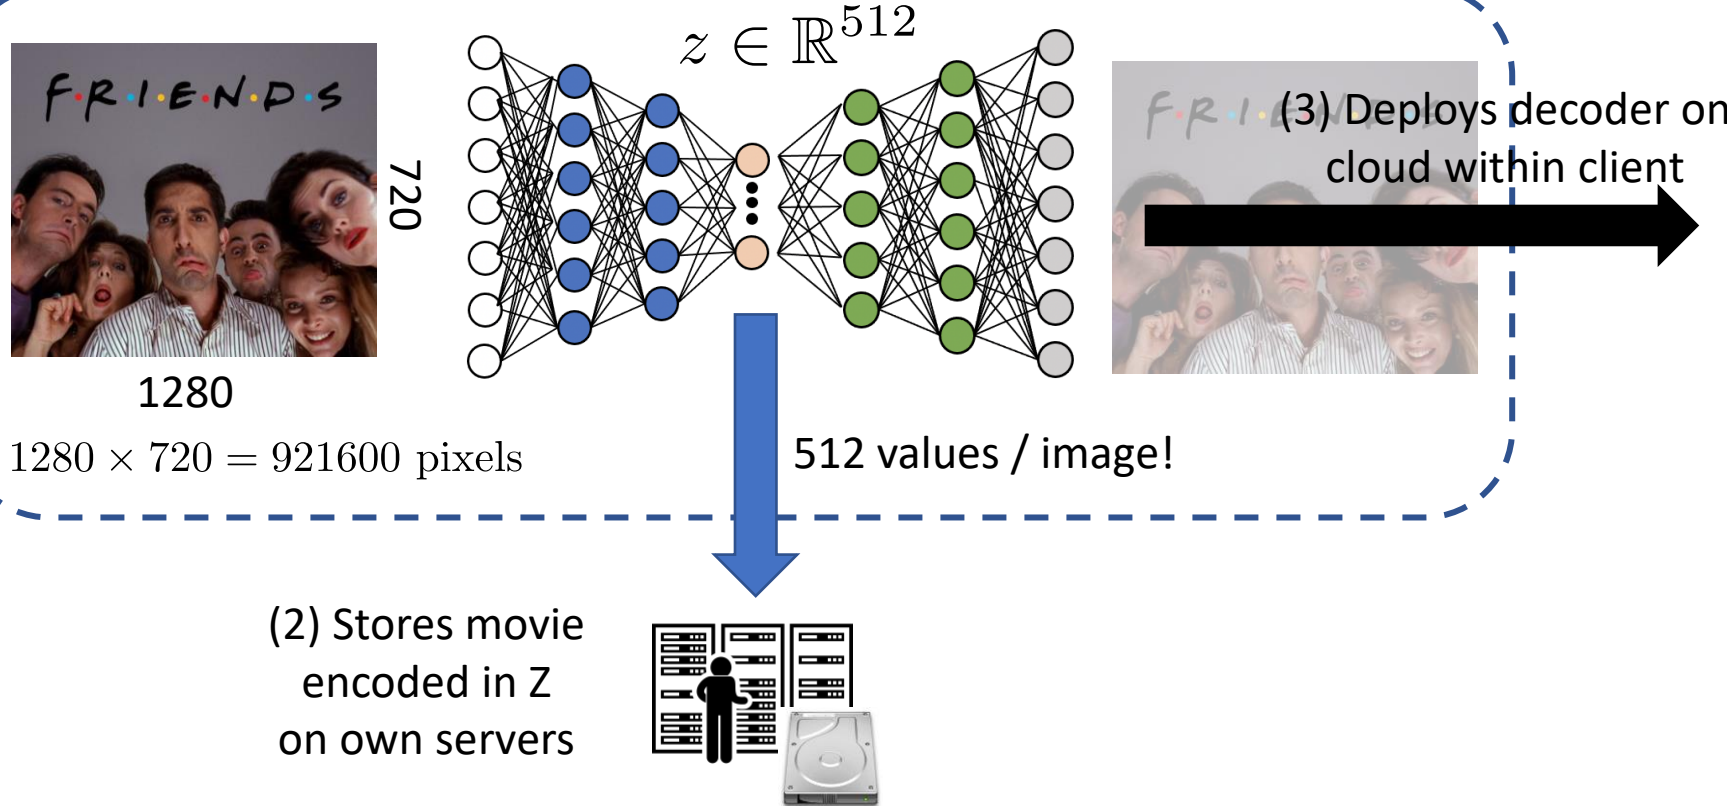 z ∈ ℝ^512
F·R·I·E·N·D·S
720
1280
1280 × 720 = 921600 pixels
512 values / image!
F·R·I·E·N·D·S
(3) Deploys decoder on
cloud within client
(2) Stores movie
encoded in Z
on own servers